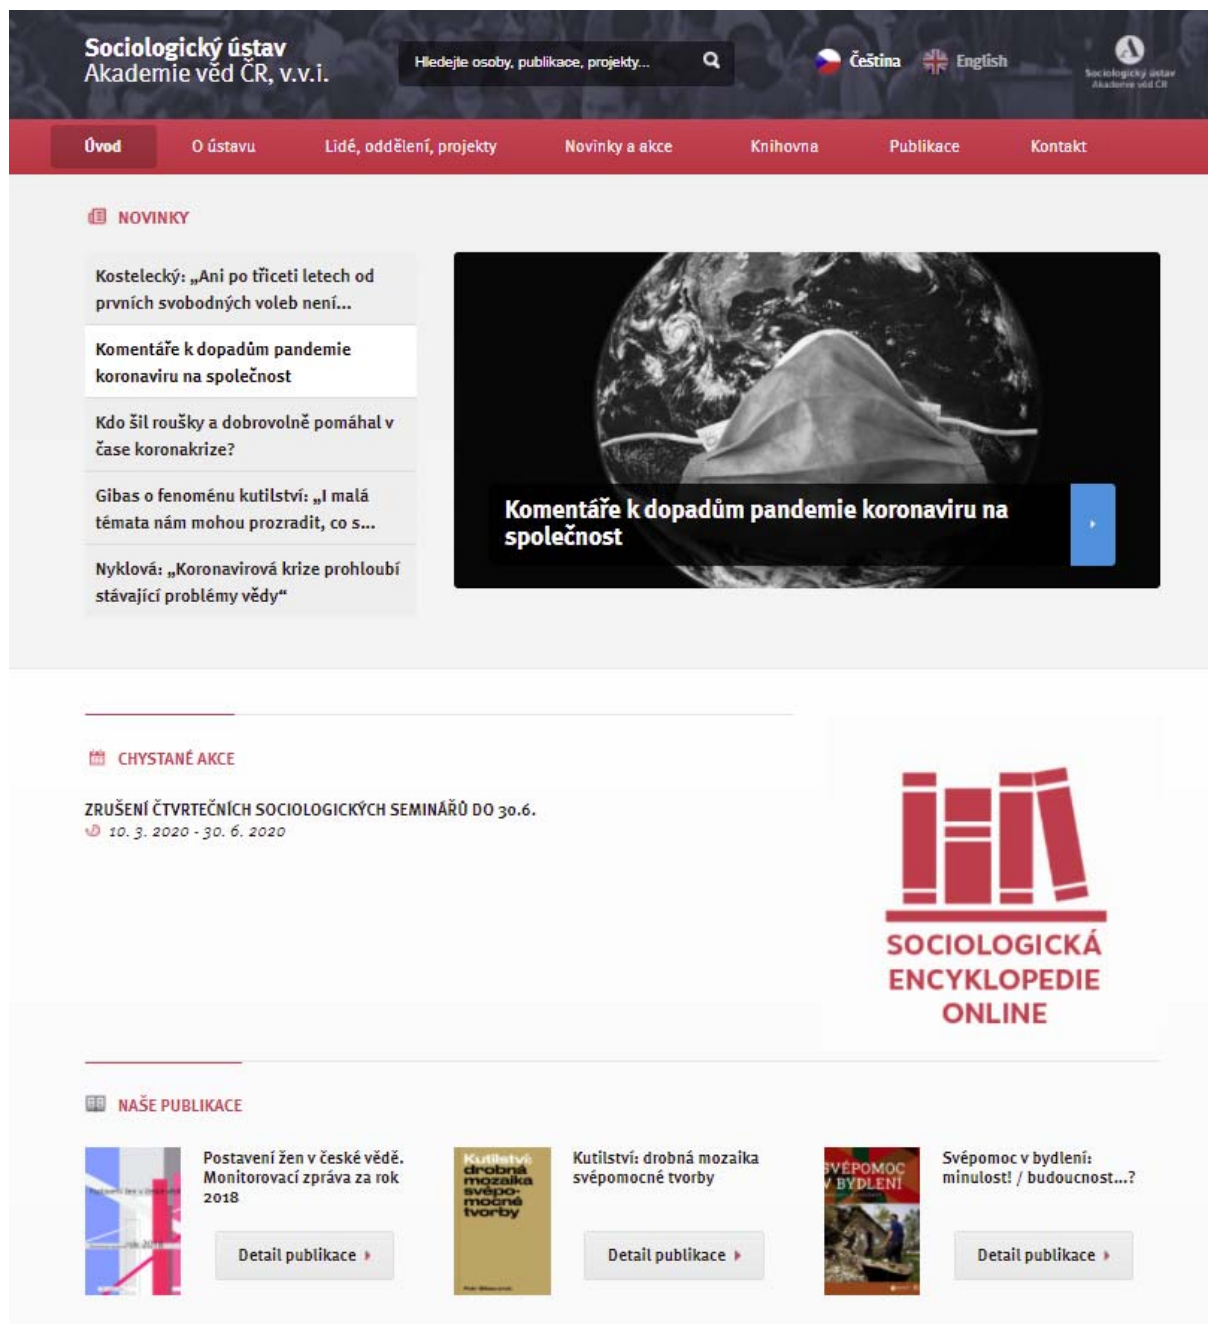 Sociologický ústav
Akademie věd ČR, v.v.i.
Hledejte osoby, publikace, projekty...
Čeština
English
Sociologický ústav
Akademie věd ČR
Úvod
O ústavu
Lidé, oddělení, projekty
Novinky a akce
Knihovna
Publikace
Kontakt
NOVINKY
Kostelecký: „Ani po třiceti letech od
prvních svobodných voleb není...
Komentáře k dopadům pandemie
koronaviru na společnost
Kdo šil roušky a dobrovolně pomáhal v
čase koronakrize?
Gibas o fenoménu kutilství: „I malá
témata nám mohou prozradit, co s...
Nyklová: „Koronavirová krize prohloubí
stávající problémy vědy“
Komentáře k dopadům pandemie koronaviru na
společnost
CHYSTANÉ AKCE
ZRUŠENÍ ČTVRTEČNÍCH SOCIOLOGICKÝCH SEMINÁŘŮ DO 30.6.
10. 3. 2020 - 30. 6. 2020
SOCIOLOGICKÁ
ENCYKLOPEDIE
ONLINE
NAŠE PUBLIKACE
Postavení žen v české vědě.
Monitorovací zpráva za rok
2018
Detail publikace
Kutilství:
drobná
mozaika
svépo-
mocné
tvorby
Kutilství: drobná mozaika
svépomocné tvorby
Detail publikace
SVÉPOMOC
V BYDLENÍ
Svépomoc v bydlení:
minulost! / budoucnost...?
Detail publikace